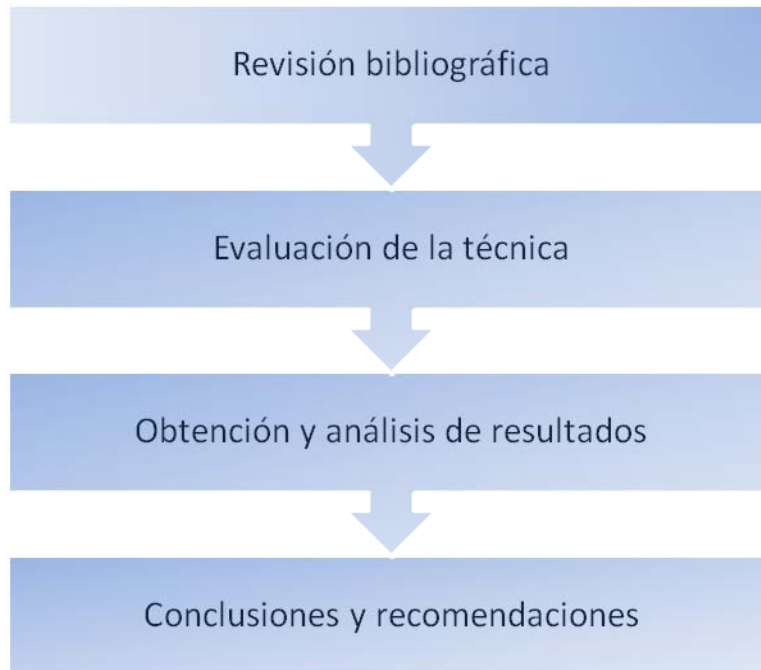 Revisión bibliográfica
Evaluación de la técnica
Obtención y análisis de resultados
Conclusiones y recomendaciones